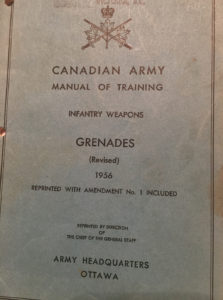 CANADIAN ARMY
MANUAL OF TRAINING
INFANTRY WEAPONS
GRENADES
(Revised)
1956
REPRINTED WITH AMENDMENT No. 1 INCLUDED
REPRINTED BY DIRECTION
OF
THE CHIEF OF THE GENERAL STAFF
ARMY HEADQUARTERS
OTTAWA